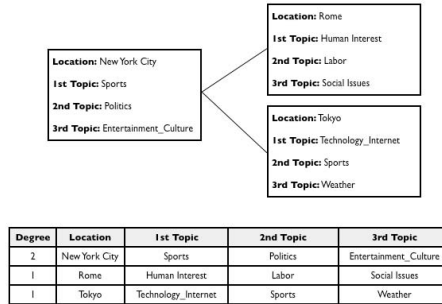 Location: New York City
1st Topic: Sports
2nd Topic: Politics
3rd Topic: Entertainment_Culture
Location: Rome
1st Topic: Human Interest
2nd Topic: Labor
3rd Topic: Social Issues
Location: Tokyo
1st Topic: Technology_Internet
2nd Topic: Sports
3rd Topic: Weather
Degree Location 1st Topic 2nd Topic 3rd Topic
2 New York City Sports Politics Entertainment_Culture
1 Rome Human Interest Labor Social Issues
1 Tokyo Technology_Internet Sports Weather